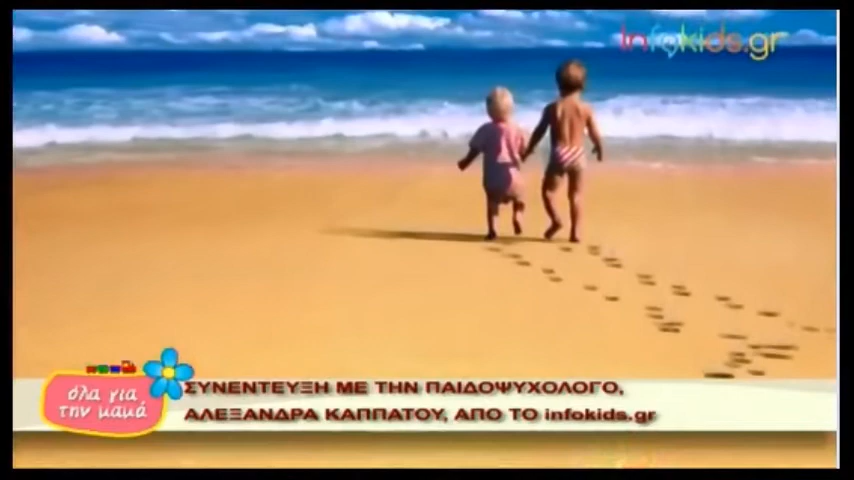 Infokids.gr
όλα για
την μαμά
ΣΥΝΕΝΤΕΥΞΗ ΜΕ ΤΗΝ ΠΑΙΔΟΨΥΧΟΛΟΓΟ,
ΑΛΕΞΑΝΔΡΑ ΚΑΠΠΑΤΟΥ, ΑΠΟ ΤΟ infokids.gr